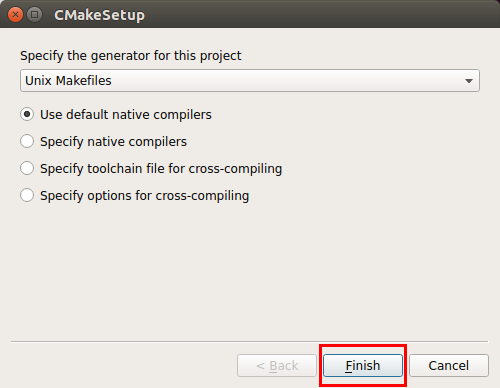 CMakeSetup
Specify the generator for this project
Unix Makefiles
Use default native compilers
Specify native compilers
Specify toolchain file for cross-compiling
Specify options for cross-compiling
< Back Finish Cancel